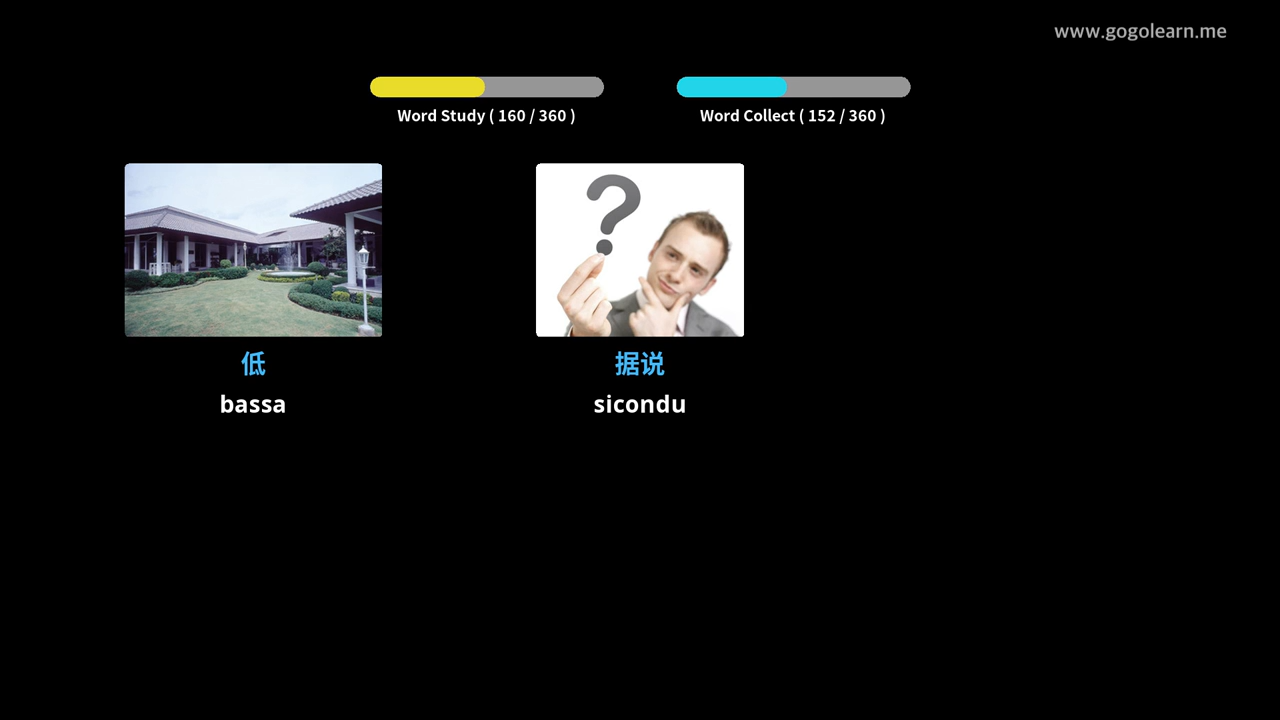 www.gogolearn.me
Word Study ( 160 / 360 )
Word Collect ( 152 / 360 )
低
bassa
据说
sicondu